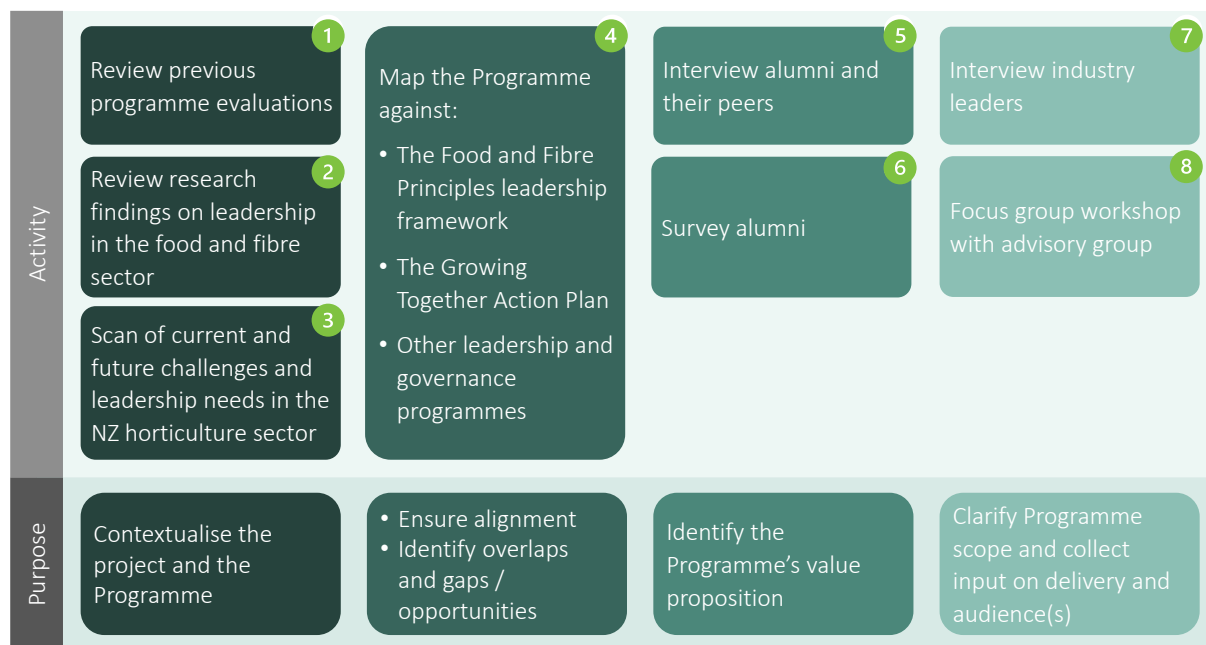 Activity
1
Review previous
programme evaluations
2
Review research
findings on leadership
in the food and fibre
sector
3
Scan of current and
future challenges and
leadership needs in the
NZ horticulture sector
4
Map the Programme
against:
• The Food and Fibre
Principles leadership
framework
• The Growing
Together Action Plan
• Other leadership and
governance
programmes
5
Interview alumni and
their peers
6
Survey alumni
7
Interview industry
leaders
8
Focus group workshop
with advisory group
Purpose
Contextualise the
project and the
Programme
• Ensure alignment
• Identify overlaps
and gaps /
opportunities
Identify the
Programme’s value
proposition
Clarify Programme
scope and collect
input on delivery and
audience(s)